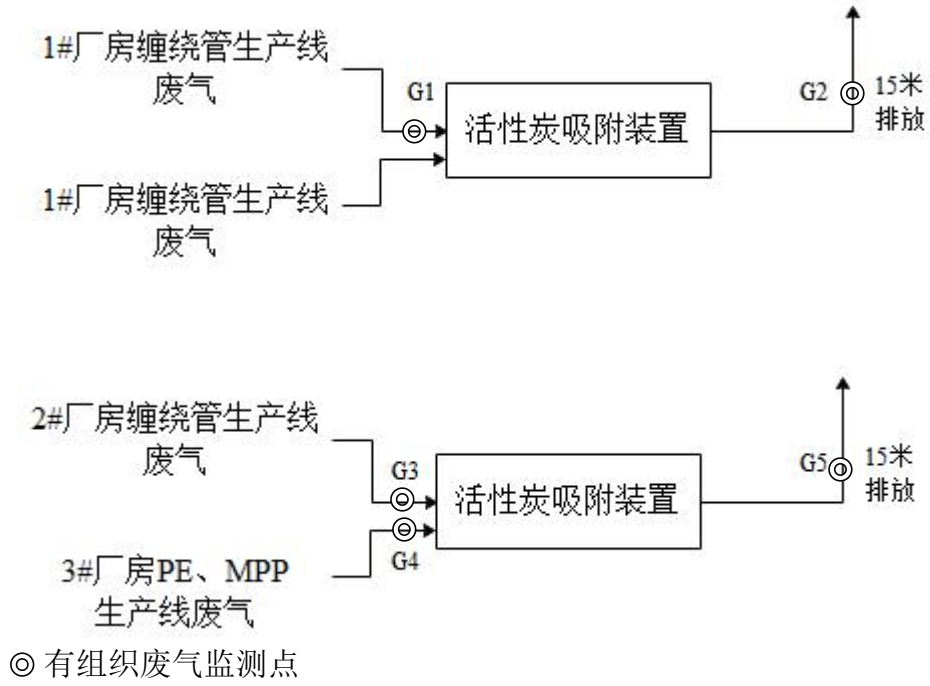 1#厂房缠绕管生产线
废气
G1
活性炭吸附装置
G2
15米
排放
1#厂房缠绕管生产线
废气
2#厂房缠绕管生产线
废气
G3
活性炭吸附装置
G5
15米
排放
G4
3#厂房PE、MPP
生产线废气
◎ 有组织废气监测点